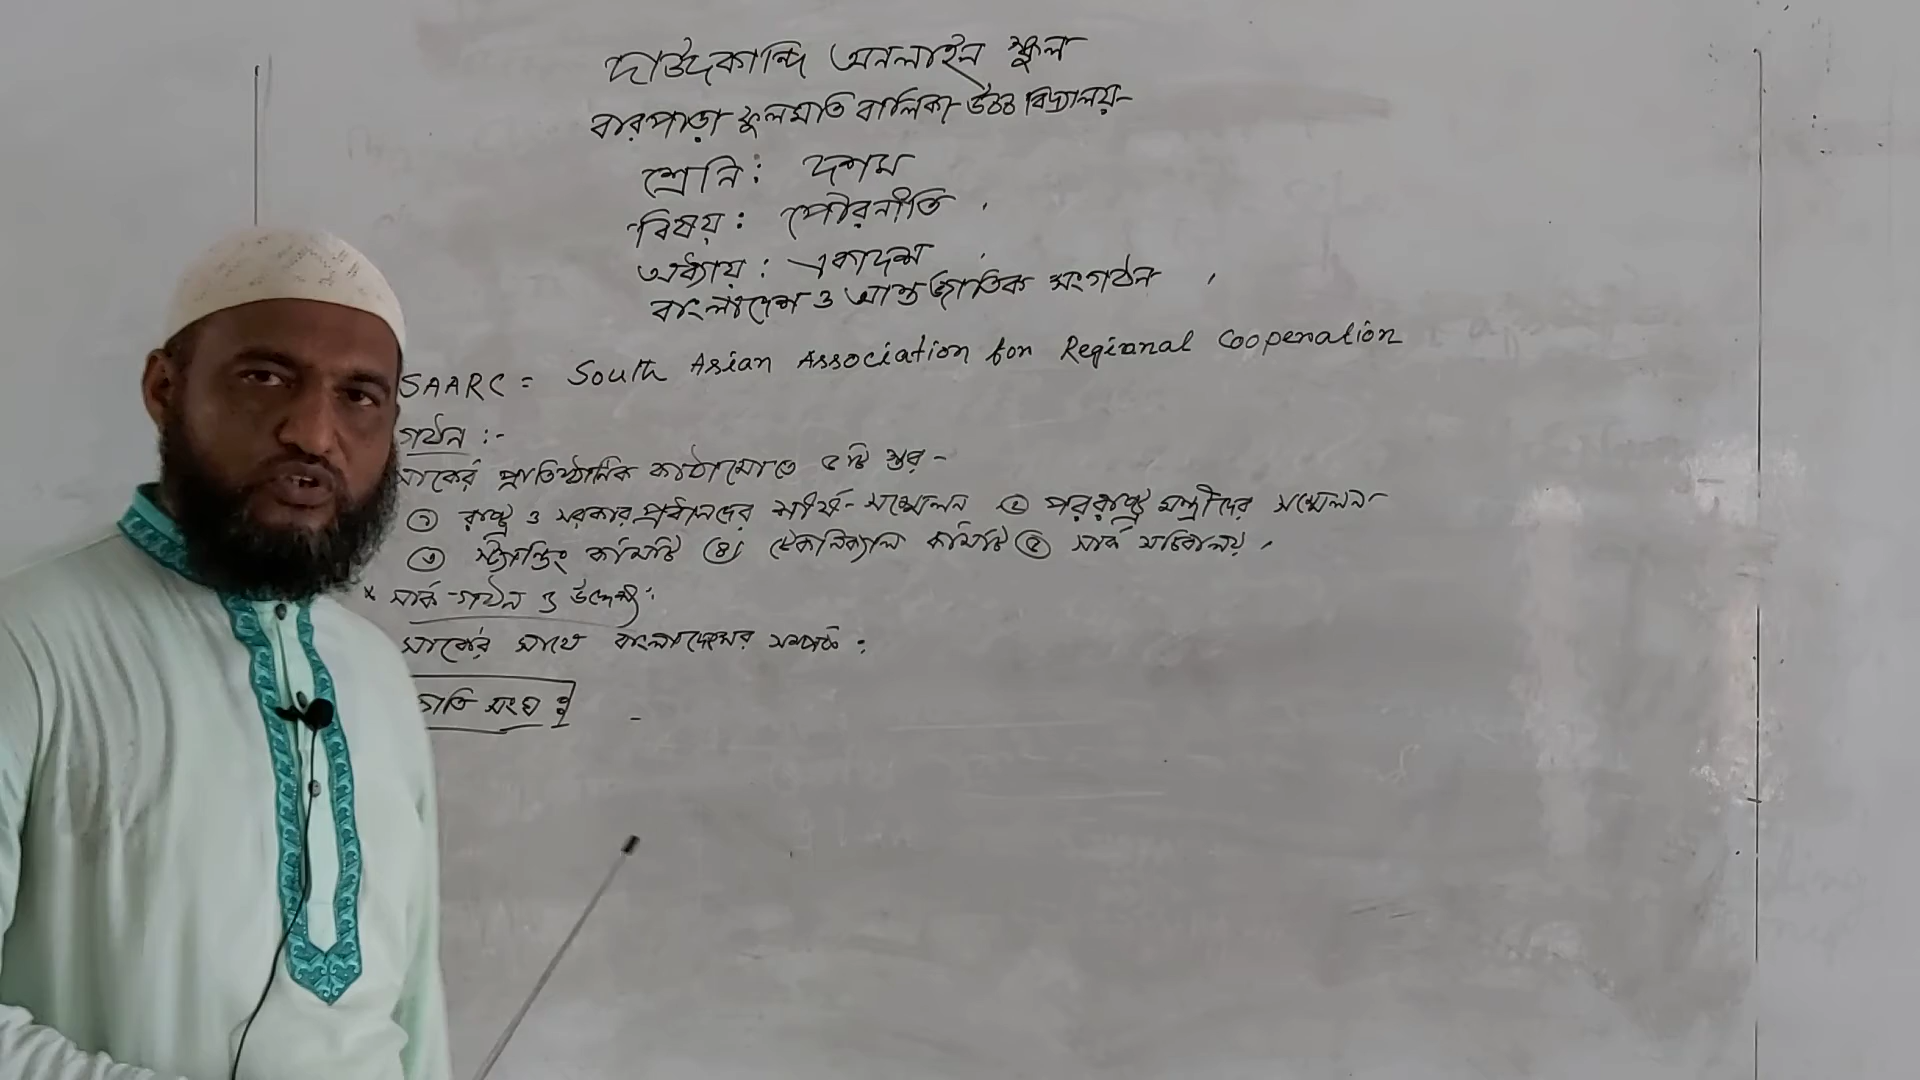 দাউদকান্দি অনলাইন স্কুল
বারপাড়া ফুলমতি বালিকা উচ্চ বিদ্যালয়
শ্রেনি : দশম
বিষয় : পৌরনীতি
অধ্যায় : একাদশ
বাংলাদেশ ও আন্তর্জাতিক সংগঠন
SAARC = South Asian Association for Regional Cooperation
গঠন :-
সার্কের প্রাতিষ্ঠানিক কাঠামোতে ৫টি স্তর -
① রাষ্ট্র ও সরকার প্রধানদের শীর্ষ সম্মেলন ② পররাষ্ট্র মন্ত্রীদের সম্মেলন
③ স্ট্যান্ডিং কমিটি ④ টেকনিক্যাল কমিটি ⑤ সার্ক সচিবালয়
* সার্ক গঠন ও উদ্দেশ্য :
সার্কের সাথে বাংলাদেশের সম্পর্ক :
জাতি সংঘ :